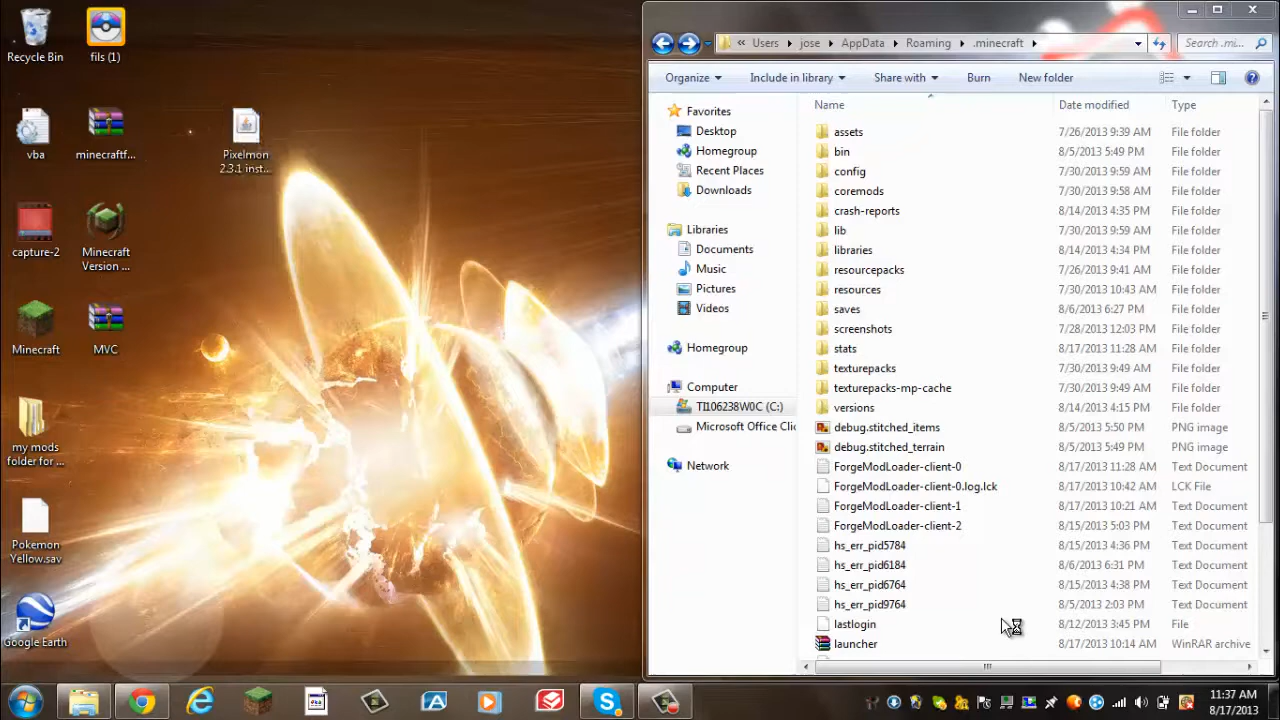 Recycle Bin
fils (1)
vba
minecraftf...
Pixelmon
2.3.1 inst...
capture-2
Minecraft
Version ...
Minecraft
MVC
my mods
folder for ...
Pokemon
Yellow.sav
Google Earth
« Users jose AppData Roaming .minecraft
Search .mi...
Organize Include in library Share with Burn New folder
Favorites
Desktop
Homegroup
Recent Places
Downloads
Libraries
Documents
Music
Pictures
Videos
Homegroup
Computer
TI106238W0C (C:)
Microsoft Office Clic
Network
Name Date modified Type
assets 7/26/2013 9:39 AM File folder
bin 8/5/2013 5:49 PM File folder
config 7/30/2013 9:59 AM File folder
coremods 7/30/2013 9:58 AM File folder
crash-reports 8/14/2013 4:35 PM File folder
lib 7/30/2013 9:59 AM File folder
libraries 8/14/2013 4:34 PM File folder
resourcepacks 7/26/2013 9:41 AM File folder
resources 7/30/2013 10:43 AM File folder
saves 8/6/2013 6:27 PM File folder
screenshots 7/28/2013 12:03 PM File folder
stats 8/17/2013 11:28 AM File folder
texturepacks 7/30/2013 9:49 AM File folder
texturepacks-mp-cache 7/30/2013 9:49 AM File folder
versions 8/14/2013 4:15 PM File folder
debug.stitched_items 8/5/2013 5:50 PM PNG image
debug.stitched_terrain 8/5/2013 5:49 PM PNG image
ForgeModLoader-client-0 8/17/2013 11:28 AM Text Document
ForgeModLoader-client-0.log.lck 8/17/2013 10:42 AM LCK File
ForgeModLoader-client-1 8/17/2013 10:21 AM Text Document
ForgeModLoader-client-2 8/15/2013 5:03 PM Text Document
hs_err_pid5784 8/15/2013 4:36 PM Text Document
hs_err_pid6184 8/6/2013 6:31 PM Text Document
hs_err_pid6764 8/15/2013 4:38 PM Text Document
hs_err_pid9764 8/5/2013 2:03 PM Text Document
lastlogin 8/12/2013 3:45 PM File
launcher 8/17/2013 10:14 AM WinRAR archive
11:37 AM
8/17/2013